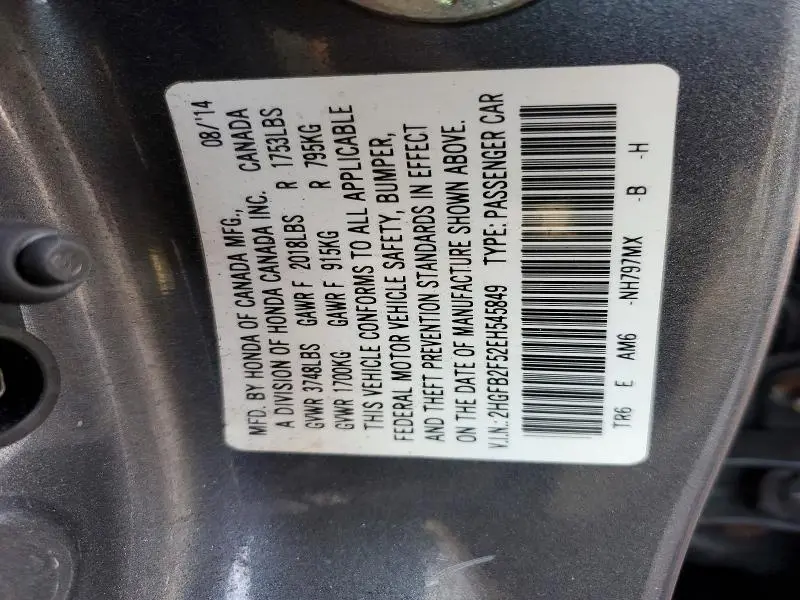 MFD. BY HONDA OF CANADA MFG., 08/'14
A DIVISION OF HONDA CANADA INC. CANADA
GVWR 3748LBS GAWR F 2018LBS R 1753LBS
GVWR 1700KG GAWR F 915KG R 795KG
THIS VEHICLE CONFORMS TO ALL APPLICABLE
FEDERAL MOTOR VEHICLE SAFETY, BUMPER,
AND THEFT PREVENTION STANDARDS IN EFFECT
ON THE DATE OF MANUFACTURE SHOWN ABOVE.
V.I.N.: 2HGFB2F52EH545849 TYPE: PASSENGER CAR
TR6 E AM6 -NH797MX -B -H